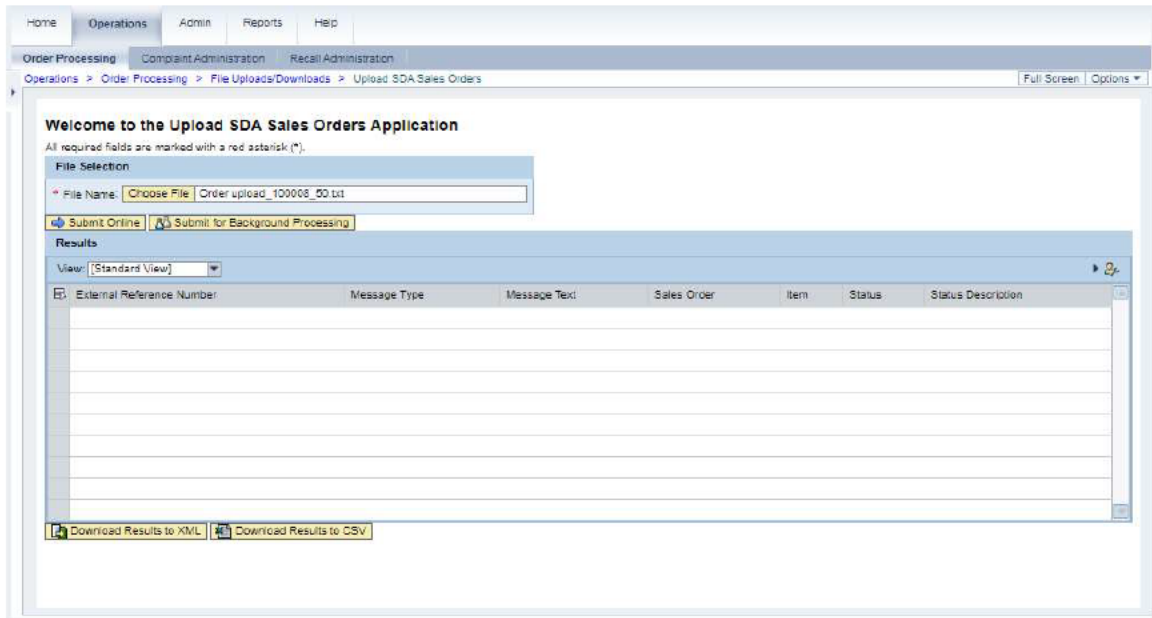 Home Operations Admin Reports Help
Order Processing Complaint Administration Recall Administration
Operations > Order Processing > File Uploads/Downloads > Upload SDA Sales Orders Full Screen Options
Welcome to the Upload SDA Sales Orders Application
All required fields are marked with a red asterisk (*).
File Selection
* File Name: Choose File Order upload_100008_50.txt
Submit Online Submit for Background Processing
Results
View: [Standard View]
External Reference Number Message Type Message Text Sales Order Item Status Status Description
Download Results to XML Download Results to CSV